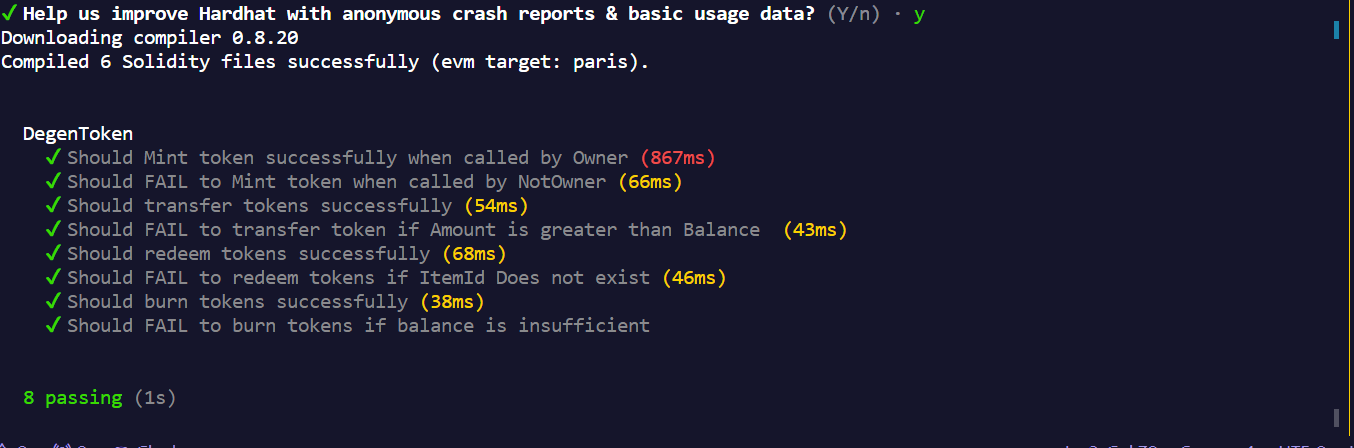 ✓ Help us improve Hardhat with anonymous crash reports & basic usage data? (Y/n) · y
Downloading compiler 0.8.20
Compiled 6 Solidity files successfully (evm target: paris).
DegenToken
✓ Should Mint token successfully when called by Owner (867ms)
✓ Should FAIL to Mint token when called by NotOwner (66ms)
✓ Should transfer tokens successfully (54ms)
✓ Should FAIL to transfer token if Amount is greater than Balance  (43ms)
✓ Should redeem tokens successfully (68ms)
✓ Should FAIL to redeem tokens if ItemId Does not exist (46ms)
✓ Should burn tokens successfully (38ms)
✓ Should FAIL to burn tokens if balance is insufficient
8 passing (1s)